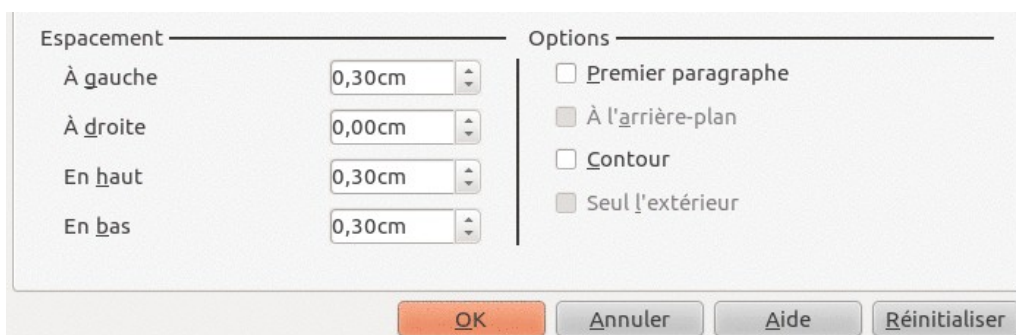 Espacement
À gauche 0,30cm
À droite 0,00cm
En haut 0,30cm
En bas 0,30cm
Options
Premier paragraphe
À l'arrière-plan
Contour
Seul l'extérieur
OK Annuler Aide Réinitialiser